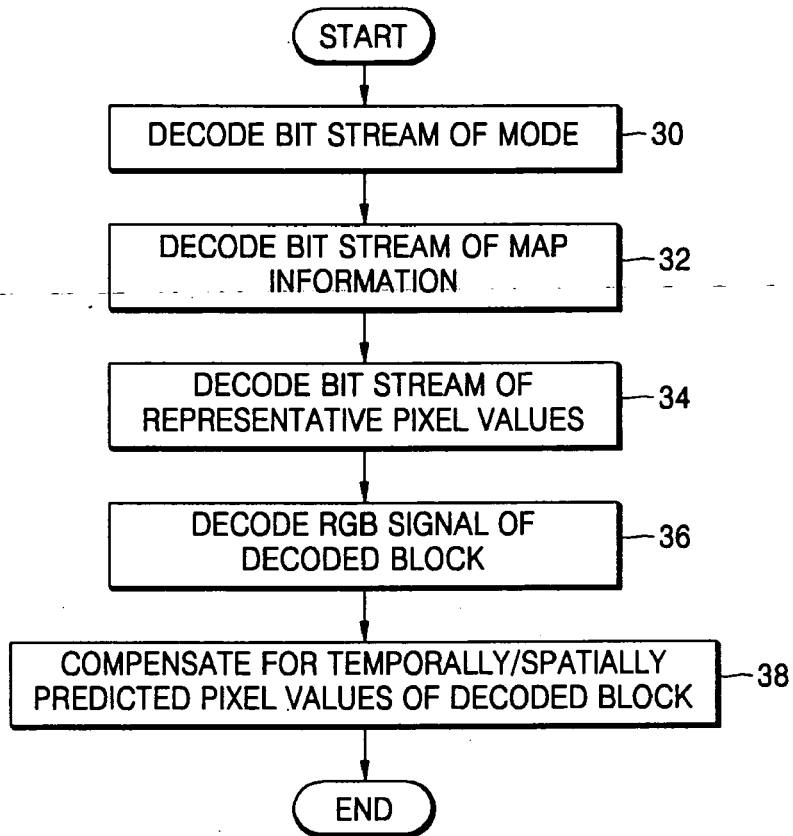 START
DECODE BIT STREAM OF MODE
30
DECODE BIT STREAM OF MAP
INFORMATION
32
DECODE BIT STREAM OF
REPRESENTATIVE PIXEL VALUES
34
DECODE RGB SIGNAL OF
DECODED BLOCK
36
COMPENSATE FOR TEMPORALLY/SPATIALLY
PREDICTED PIXEL VALUES OF DECODED BLOCK
38
END